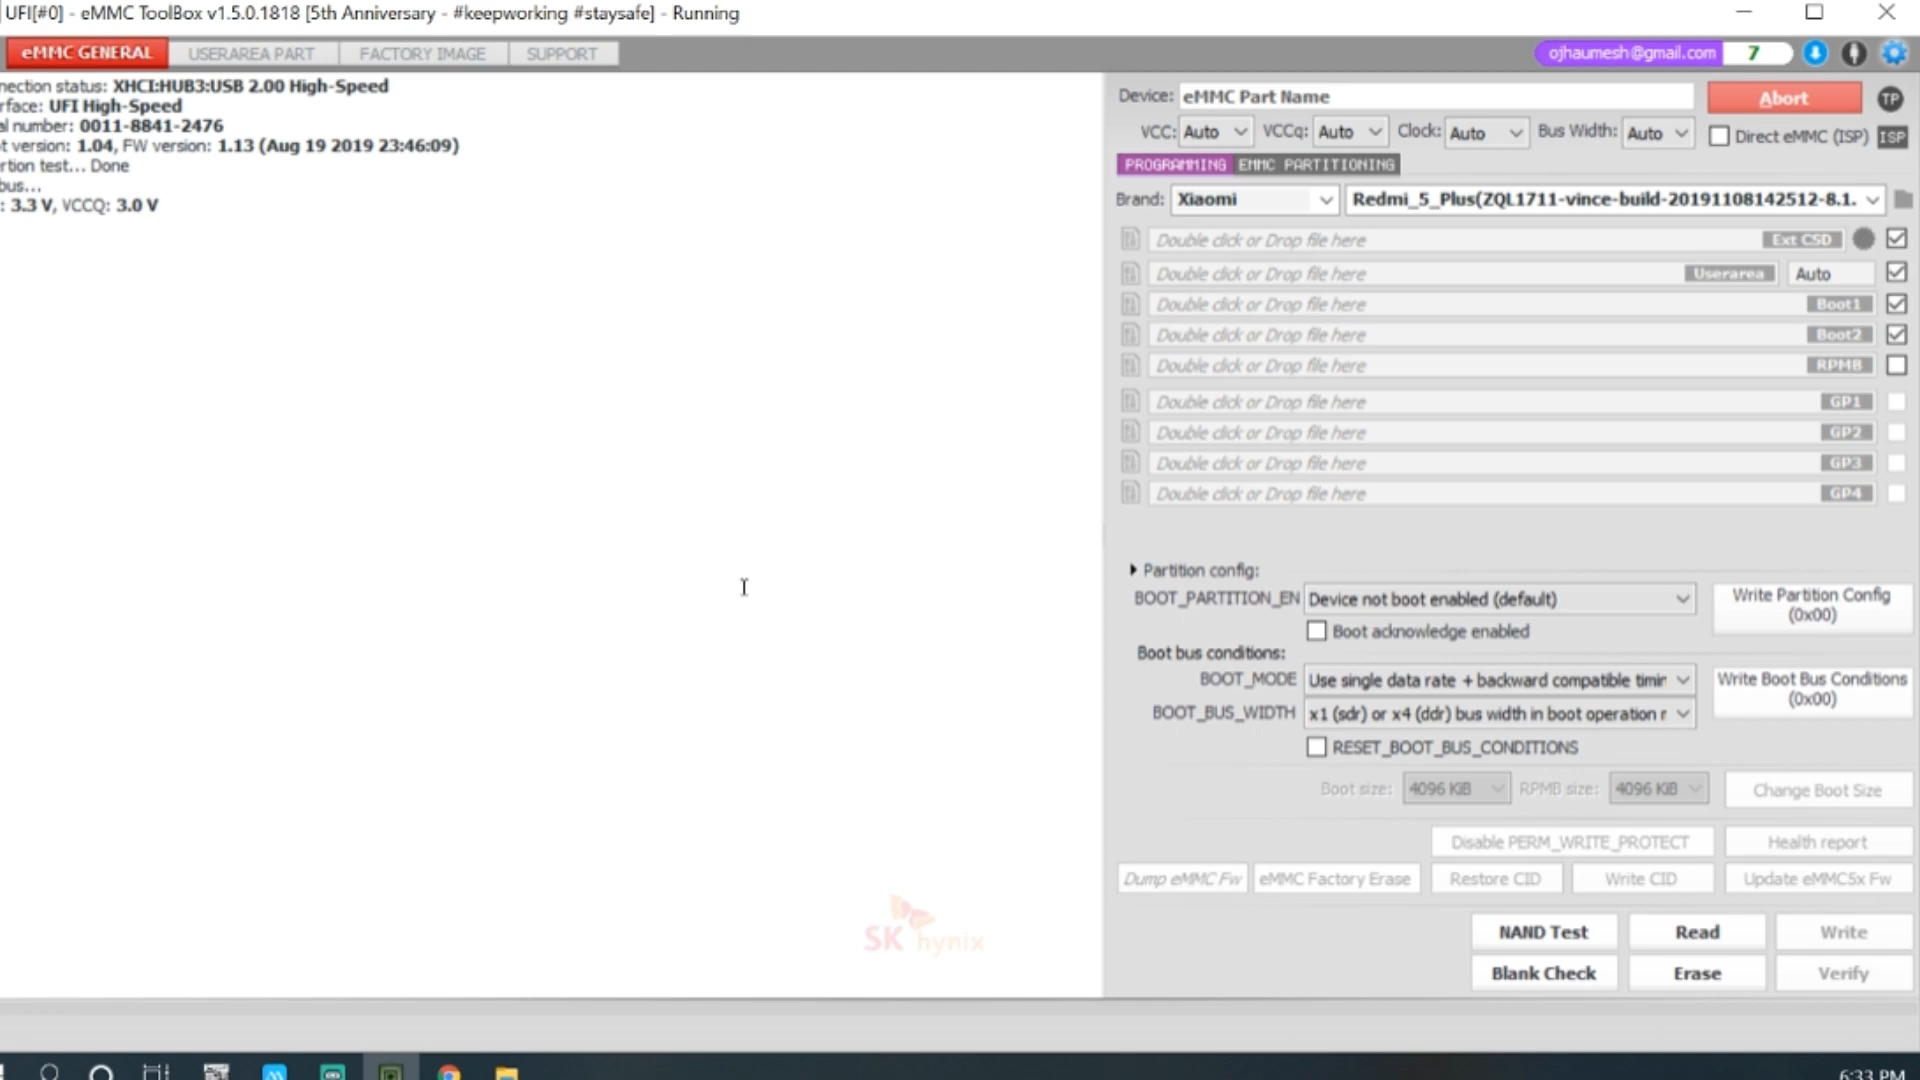 UFI[#0] - eMMC ToolBox v1.5.0.1818 [5th Anniversary - #keepworking #staysafe] - Running
eMMC GENERAL USERAREA PART FACTORY IMAGE SUPPORT ojhaumesh@gmail.com 7
nection status: XHCI:HUB3:USB 2.00 High-Speed
rface: UFI High-Speed
al number: 0011-8841-2476
t version: 1.04, FW version: 1.13 (Aug 19 2019 23:46:09)
rtion test... Done
bus...
: 3.3 V, VCCQ: 3.0 V
SK hynix
Device: eMMC Part Name Abort TP
VCC: Auto VCCq: Auto Clock: Auto Bus Width: Auto Direct eMMC (ISP) ISP
PROGRAMMING EMMC PARTITIONING
Brand: Xiaomi Redmi_5_Plus(ZQL1711-vince-build-20191108142512-8.1.
Double click or Drop file here Ext CSD
Double click or Drop file here Userarea Auto
Double click or Drop file here Boot1
Double click or Drop file here Boot2
Double click or Drop file here RPMB
Double click or Drop file here GP1
Double click or Drop file here GP2
Double click or Drop file here GP3
Double click or Drop file here GP4
Partition config:
BOOT_PARTITION_EN Device not boot enabled (default) Write Partition Config
(0x00)
Boot acknowledge enabled
Boot bus conditions:
BOOT_MODE Use single data rate + backward compatible timin Write Boot Bus Conditions
(0x00)
BOOT_BUS_WIDTH x1 (sdr) or x4 (ddr) bus width in boot operation r
RESET_BOOT_BUS_CONDITIONS
Boot size: 4096 KiB RPMB size: 4096 KiB Change Boot Size
Disable PERM_WRITE_PROTECT Health report
Dump eMMC Fw eMMC Factory Erase Restore CID Write CID Update eMMC5x Fw
NAND Test Read Write
Blank Check Erase Verify
6:33 PM